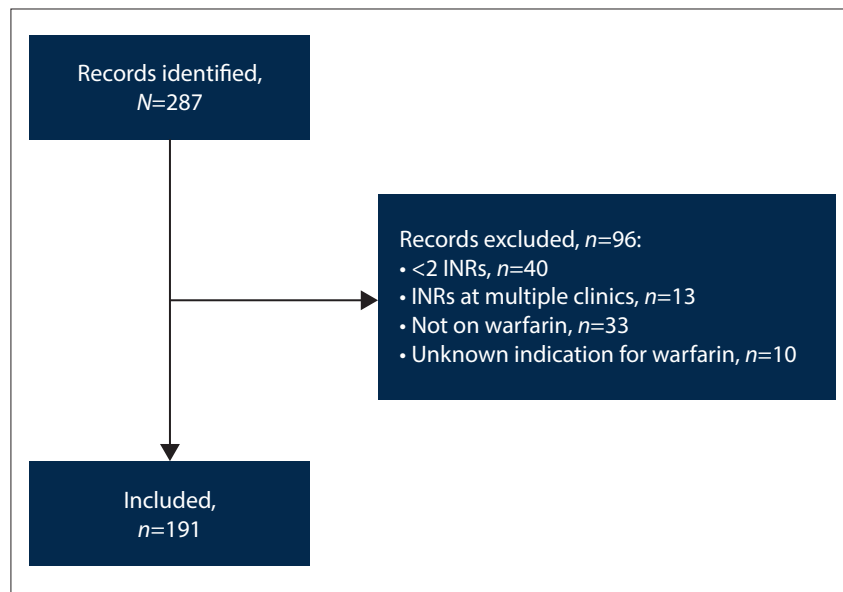 Records identified,
N=287
Records excluded, n=96:
• <2 INRs, n=40
• INRs at multiple clinics, n=13
• Not on warfarin, n=33
• Unknown indication for warfarin, n=10
Included,
n=191